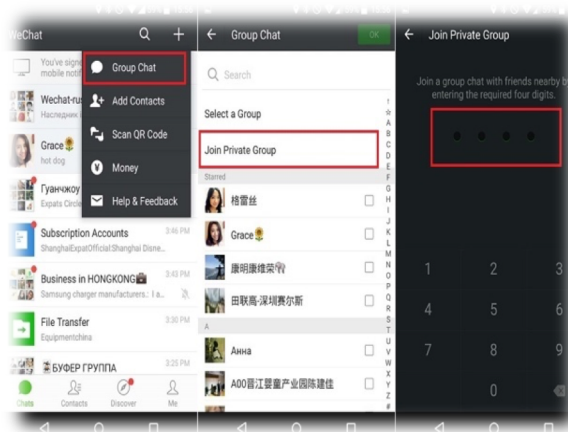 WeChat
You've signe
mobile notif
Wechat-rus
Наследник
Grace
hot dog
Гуанчжоу
Expats Circle
Subscription Accounts
3:46 PM
ShanghaiExpatOfficial:Shanghai Disne...
Business in HONGKONG
3:43 PM
Samsung charger manufacturers.: I a..
File Transfer
3:30 PM
Equipmentchina
БУФЕР ГРУППА
3:25 PM
Chats
Contacts
Discover
Me
Group Chat
Add Contacts
Scan QR Code
Money
Help & Feedback
Group Chat
OK
Search
Select a Group
Join Private Group
Starred
格雷丝
Grace
康明康维荣
田联高-深圳赛尔斯
A
Анна
A00晋江婴童产业园陈建佳
↑
☆
A
B
C
D
E
F
G
H
I
J
K
L
M
N
O
P
Q
R
S
T
U
V
W
X
Y
Z
#
Join Private Group
Join a group chat with friends nearby by
entering the required four digits.
1 2 3
4 5 6
7 8 9
0